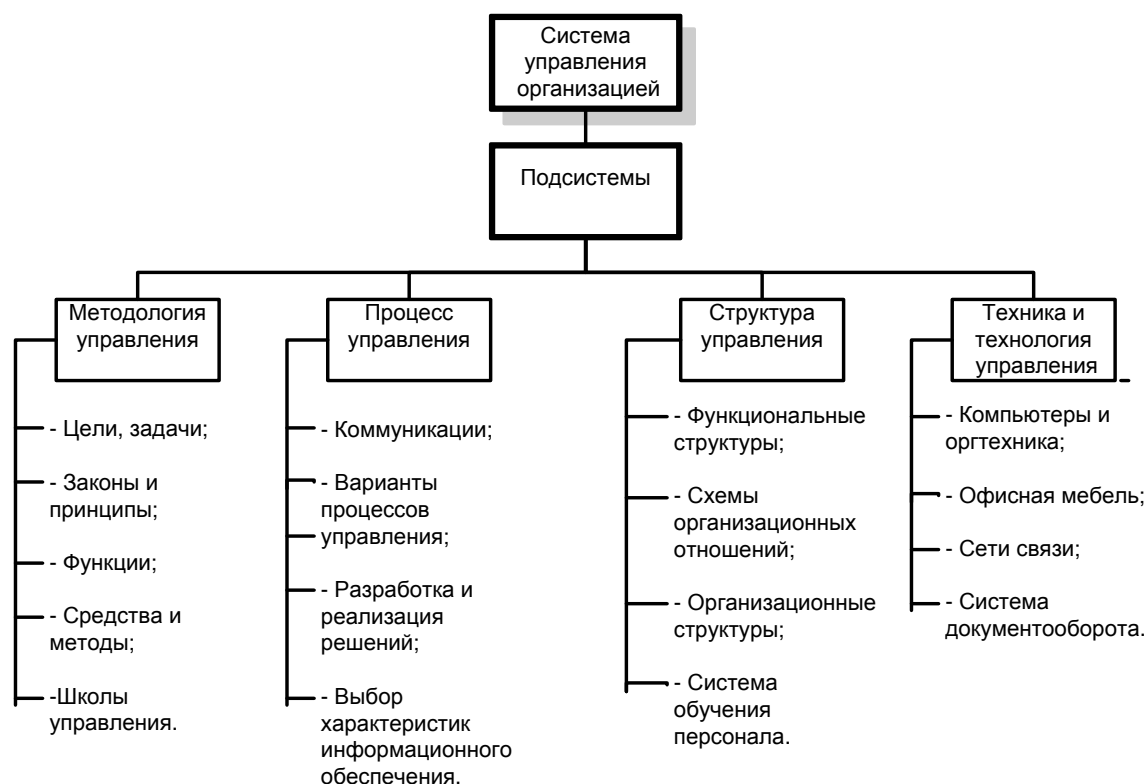 Система
управления
организацией
Подсистемы
Методология
управления
- Цели, задачи;
- Законы и
принципы;
- Функции;
- Средства и
методы;
-Школы
управления.
Процесс
управления
- Коммуникации;
- Варианты
процессов
управления;
- Разработка и
реализация
решений;
- Выбор
характеристик
информационного
обеспечения.
Структура
управления
- Функциональные
структуры;
- Схемы
организационных
отношений;
- Организационные
структуры;
- Система
обучения
персонала.
Техника и
технология
управления
- Компьютеры и
оргтехника;
- Офисная мебель;
- Сети связи;
- Система
документооборота.